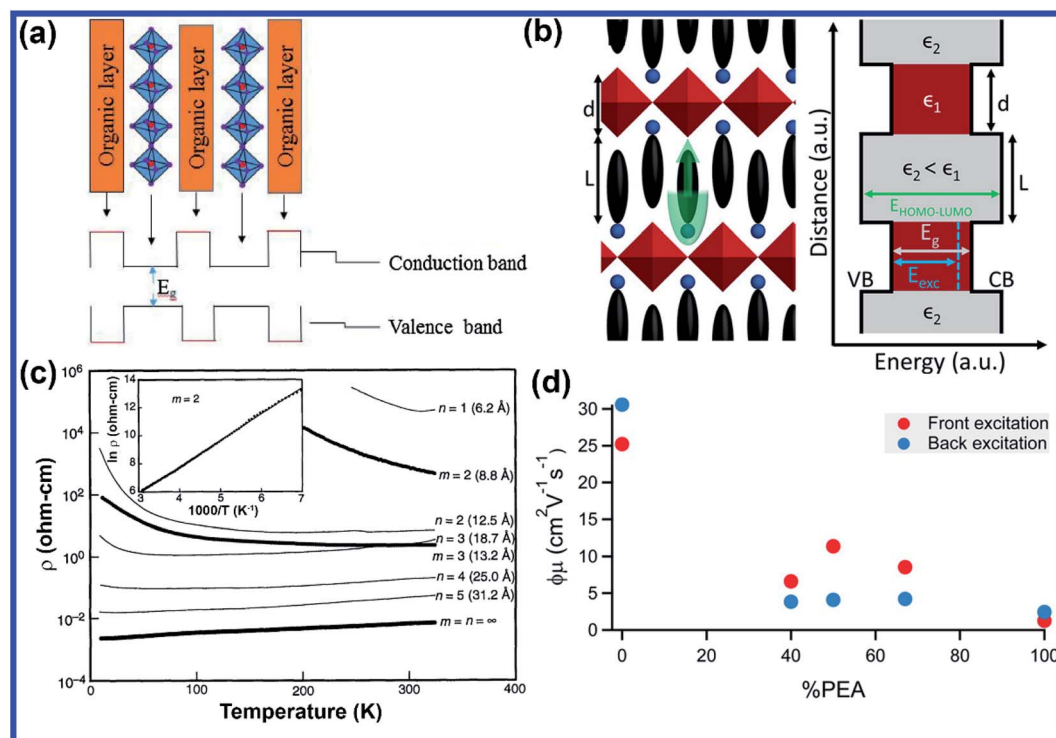 (a)
Organic layer
Organic layer
Organic layer
Conduction band
Eg
Valence band
(b)
d
L
Distance (a.u.)
ϵ2
ϵ1
d
ϵ2 < ϵ1
L
EHOMO-LUMO
Eg
VB
Eexc
CB
ϵ2
Energy (a.u.)
(c)
ρ (ohm-cm)
10^6
10^4
10^2
10^0
10^-2
10^-4
ln ρ (ohm-cm)
14
12
10
8
6
m = 2
3 4 5 6 7
1000/T (K^-1)
n = 1 (6.2 Å)
m = 2 (8.8 Å)
n = 2 (12.5 Å)
n = 3 (18.7 Å)
m = 3 (13.2 Å)
n = 4 (25.0 Å)
n = 5 (31.2 Å)
m = n = ∞
0 100 200 300 400
Temperature (K)
(d)
ϕμ (cm^2V^-1s^-1)
30
25
20
15
10
5
0
Front excitation
Back excitation
0 20 40 60 80 100
%PEA